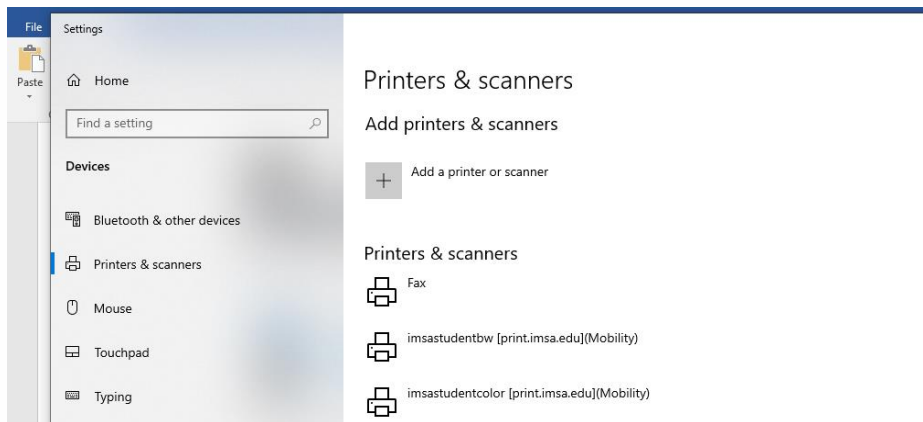 File
Paste
Settings
Home
Find a setting
Devices
Bluetooth & other devices
Printers & scanners
Mouse
Touchpad
Typing
Printers & scanners
Add printers & scanners
Add a printer or scanner
Printers & scanners
Fax
imsastudentbw [print.imsa.edu](Mobility)
imsastudentcolor [print.imsa.edu](Mobility)